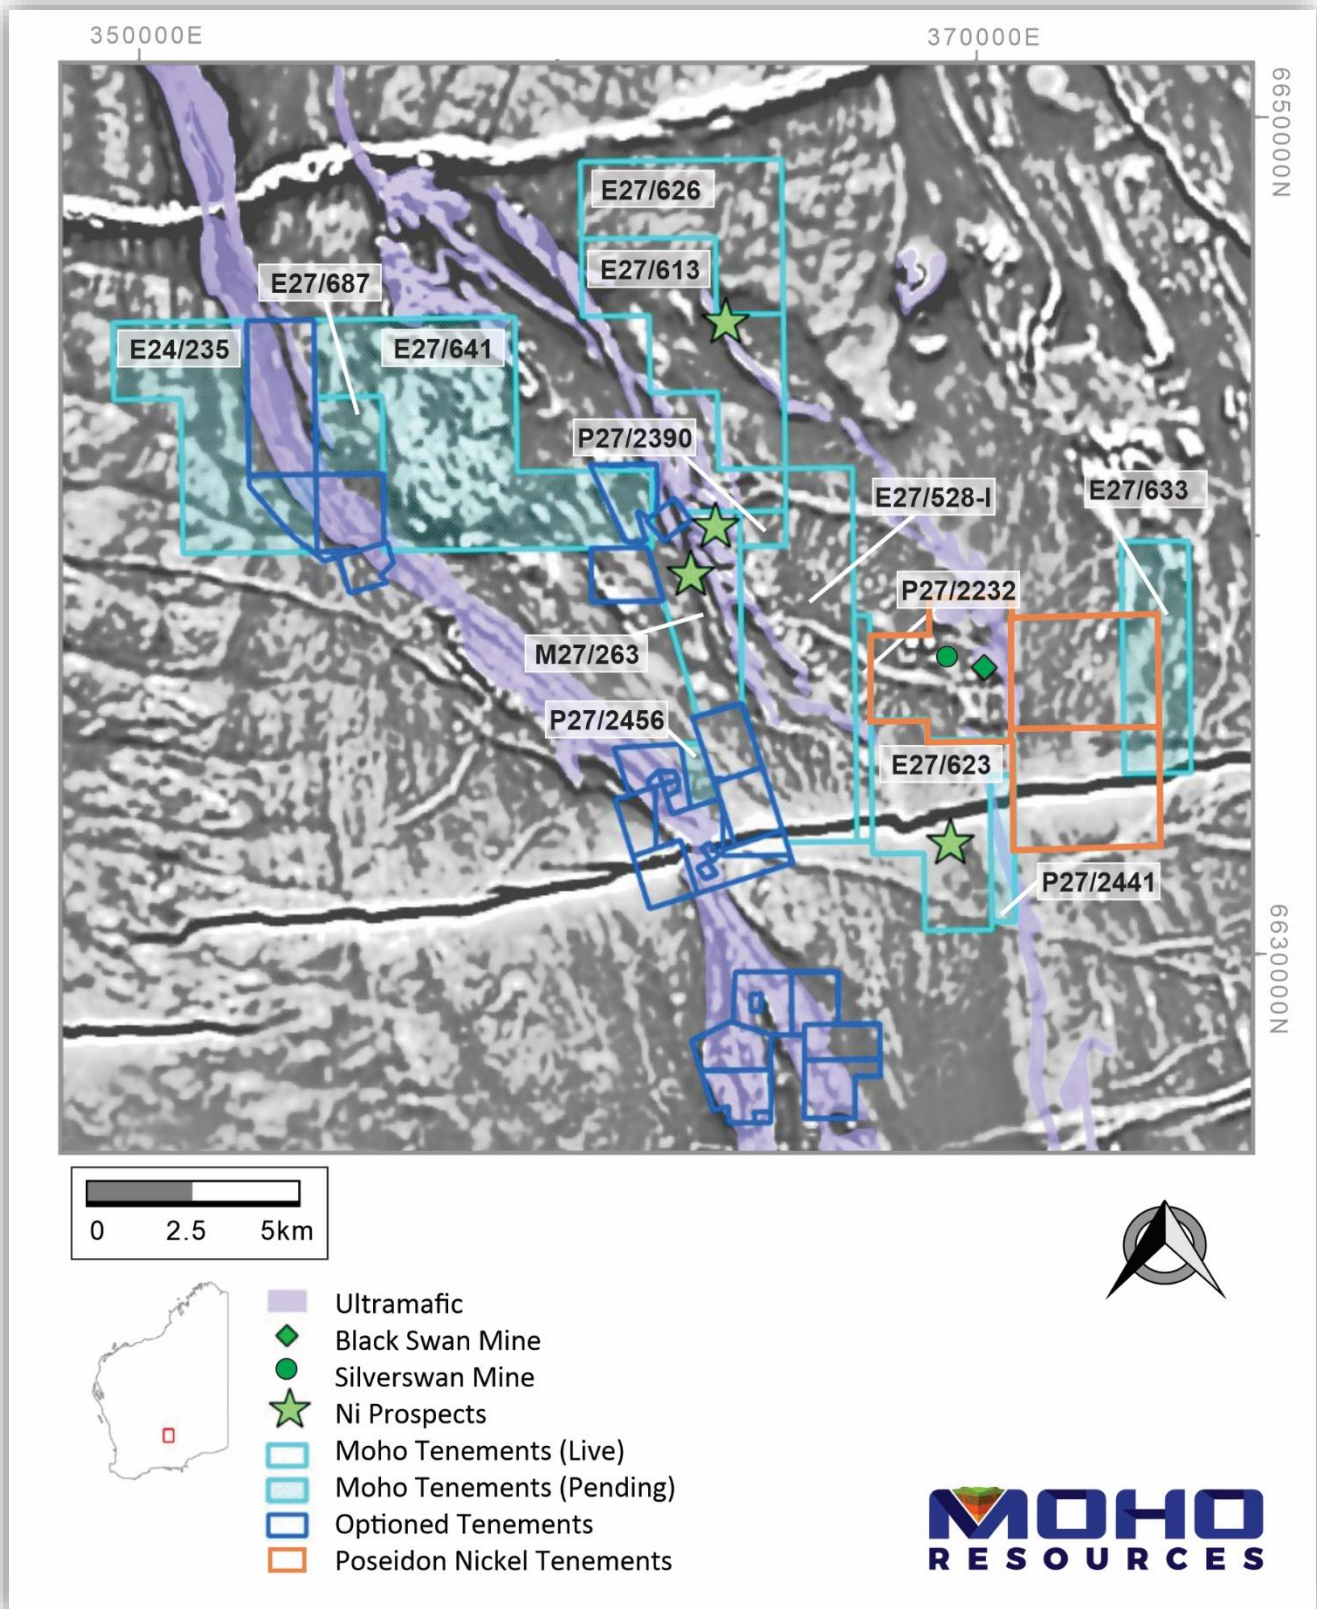 350000E
370000E
6650000N
E27/626
E27/613
E27/687
E24/235
E27/641
P27/2390
E27/528-I
E27/633
P27/2232
M27/263
P27/2456
E27/623
P27/2441
6630000N
0 2.5 5km
Ultramafic
Black Swan Mine
Silverswan Mine
Ni Prospects
Moho Tenements (Live)
Moho Tenements (Pending)
Optioned Tenements
Poseidon Nickel Tenements
MOHO
RESOURCES